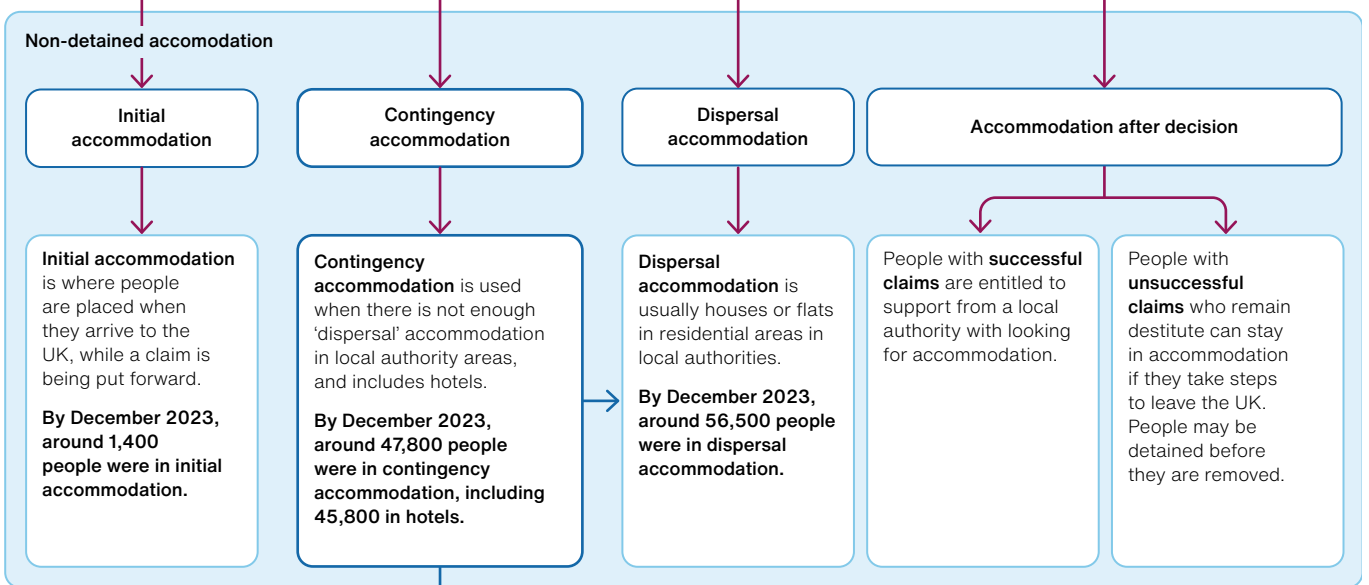 Non-detained accomodation
Initial
accommodation
Contingency
accommodation
Dispersal
accommodation
Accommodation after decision
Initial accommodation
is where people
are placed when
they arrive to the
UK, while a claim is
being put forward.
By December 2023,
around 1,400
people were in initial
accommodation.
Contingency
accommodation is used
when there is not enough
‘dispersal’ accommodation
in local authority areas,
and includes hotels.
By December 2023,
around 47,800 people
were in contingency
accommodation, including
45,800 in hotels.
Dispersal
accommodation is
usually houses or flats
in residential areas in
local authorities.
By December 2023,
around 56,500 people
were in dispersal
accommodation.
People with successful
claims are entitled to
support from a local
authority with looking
for accommodation.
People with
unsuccessful
claims who remain
destitute can stay
in accommodation
if they take steps
to leave the UK.
People may be
detained before
they are removed.